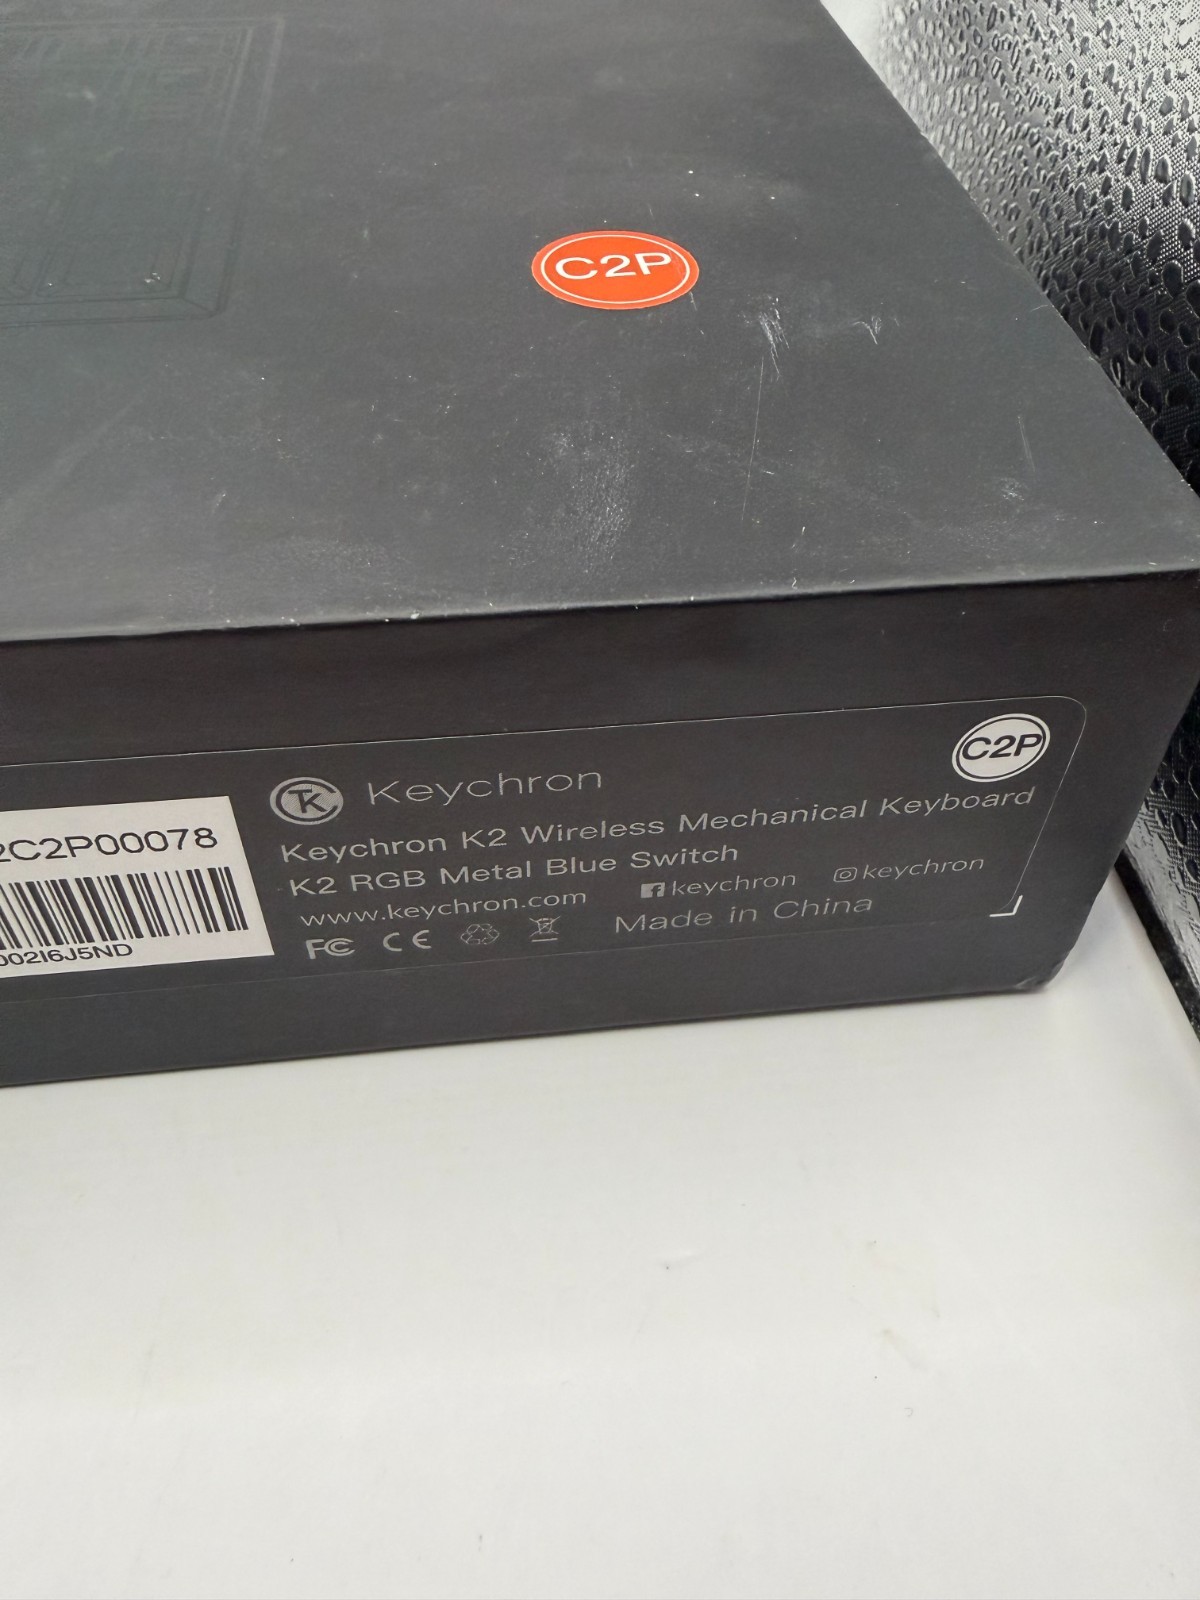 C2P
C2P
Keychron
Keychron K2 Wireless Mechanical Keyboard
K2 RGB Metal Blue Switch
www.keychron.com keychron keychron
FC CE Made in China
2C2P00078
002I6J5ND